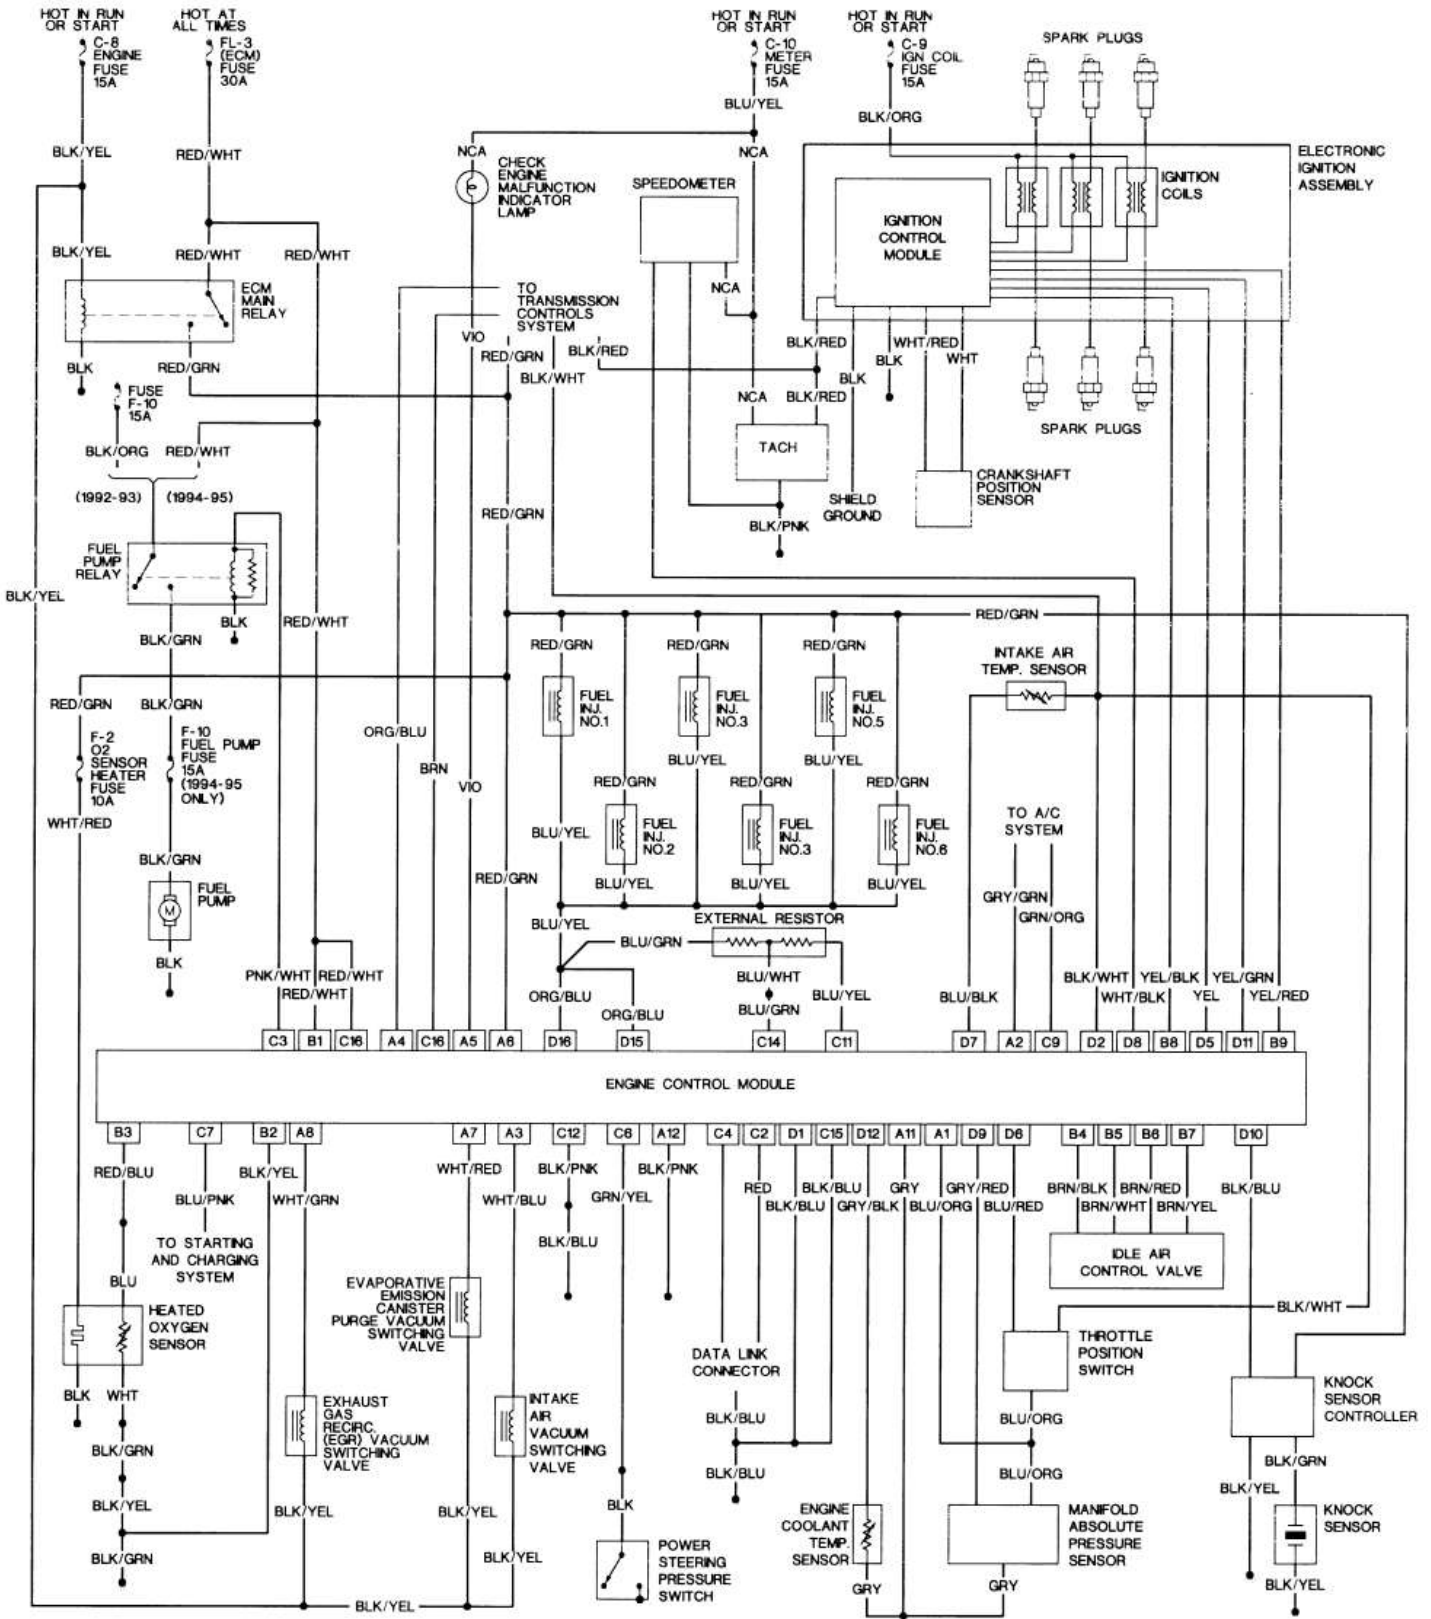 HOT IN RUN
OR START
C-8
ENGINE
FUSE
15A
HOT AT
ALL TIMES
FL-3
(ECM)
FUSE
30A
HOT IN RUN
OR START
C-10
METER
FUSE
15A
HOT IN RUN
OR START
C-9
IGN COIL
FUSE
15A
SPARK PLUGS
BLU/YEL
BLK/ORG
BLK/YEL
RED/WHT
NCA
NCA
CHECK
ENGINE
MALFUNCTION
INDICATOR
LAMP
SPEEDOMETER
ELECTRONIC
IGNITION
ASSEMBLY
IGNITION
COILS
IGNITION
CONTROL
MODULE
BLK/YEL
RED/WHT
RED/WHT
ECM
MAIN
RELAY
NCA
TO
TRANSMISSION
CONTROLS
SYSTEM
VIO
RED/GRN
BLK/RED
BLK/WHT
BLK/RED
BLK
BLK
WHT/RED
WHT
BLK
RED/GRN
FUSE
F-10
15A
NCA
BLK/RED
SPARK PLUGS
BLK/ORG
RED/WHT
TACH
(1992-93)
(1994-95)
CRANKSHAFT
POSITION
SENSOR
SHIELD
GROUND
RED/GRN
BLK/PNK
FUEL
PUMP
RELAY
BLK/YEL
BLK
RED/WHT
BLK/GRN
RED/GRN
RED/GRN
RED/GRN
RED/GRN
INTAKE AIR
TEMP. SENSOR
RED/GRN
BLK/GRN
FUEL
INJ.
NO.1
FUEL
INJ.
NO.3
FUEL
INJ.
NO.5
ORG/BLU
BRN
VIO
F-2
O2
SENSOR
HEATER
FUSE
10A
F-10
FUEL PUMP
FUSE
15A
(1994-95
ONLY)
BLU/YEL
BLU/YEL
RED/GRN
RED/GRN
RED/GRN
WHT/RED
BLU/YEL
FUEL
INJ.
NO.2
FUEL
INJ.
NO.3
FUEL
INJ.
NO.6
TO A/C
SYSTEM
BLK/GRN
RED/GRN
BLU/YEL
BLU/YEL
BLU/YEL
FUEL
PUMP
M
GRY/GRN
GRN/ORG
BLU/YEL
EXTERNAL RESISTOR
BLU/GRN
BLK
PNK/WHT
RED/WHT
RED/WHT
ORG/BLU
ORG/BLU
BLU/WHT
BLU/GRN
BLU/YEL
BLU/BLK
BLK/WHT
YEL/BLK
YEL/GRN
WHT/BLK
YEL
YEL/RED
C3 B1 C16 A4 C16 A5 A6 D16 D15 C14 C11 D7 A2 C9 D2 D8 B8 D5 D11 B9
ENGINE CONTROL MODULE
B3 C7 B2 A8 A7 A3 C12 C6 A12 C4 C2 D1 C15 D12 A11 A1 D9 D6 B4 B5 B6 B7 D10
RED/BLU
BLK/YEL
WHT/RED
BLK/PNK
BLK/PNK
RED
BLK/BLU
GRY
GRY/RED
BRN/BLK
BRN/RED
BLK/BLU
BLU/PNK
WHT/GRN
WHT/BLU
GRN/YEL
BLK/BLU
GRY/BLK
BLU/ORG
BLU/RED
BRN/WHT
BRN/YEL
TO STARTING
AND CHARGING
SYSTEM
BLK/BLU
IDLE AIR
CONTROL VALVE
BLU
EVAPORATIVE
EMISSION
CANISTER
PURGE VACUUM
SWITCHING
VALVE
HEATED
OXYGEN
SENSOR
BLK/WHT
DATA LINK
CONNECTOR
THROTTLE
POSITION
SWITCH
BLK
WHT
EXHAUST
GAS
RECIRC.
(EGR) VACUUM
SWITCHING
VALVE
INTAKE
AIR
VACUUM
SWITCHING
VALVE
BLK/BLU
BLU/ORG
KNOCK
SENSOR
CONTROLLER
BLK/GRN
BLK/BLU
BLU/ORG
BLK/GRN
BLK/YEL
BLK/YEL
BLK/YEL
BLK/YEL
BLK
ENGINE
COOLANT
TEMP.
SENSOR
MANIFOLD
ABSOLUTE
PRESSURE
SENSOR
KNOCK
SENSOR
BLK/GRN
BLK/YEL
POWER
STEERING
PRESSURE
SWITCH
GRY
GRY
BLK/YEL
BLK/YEL